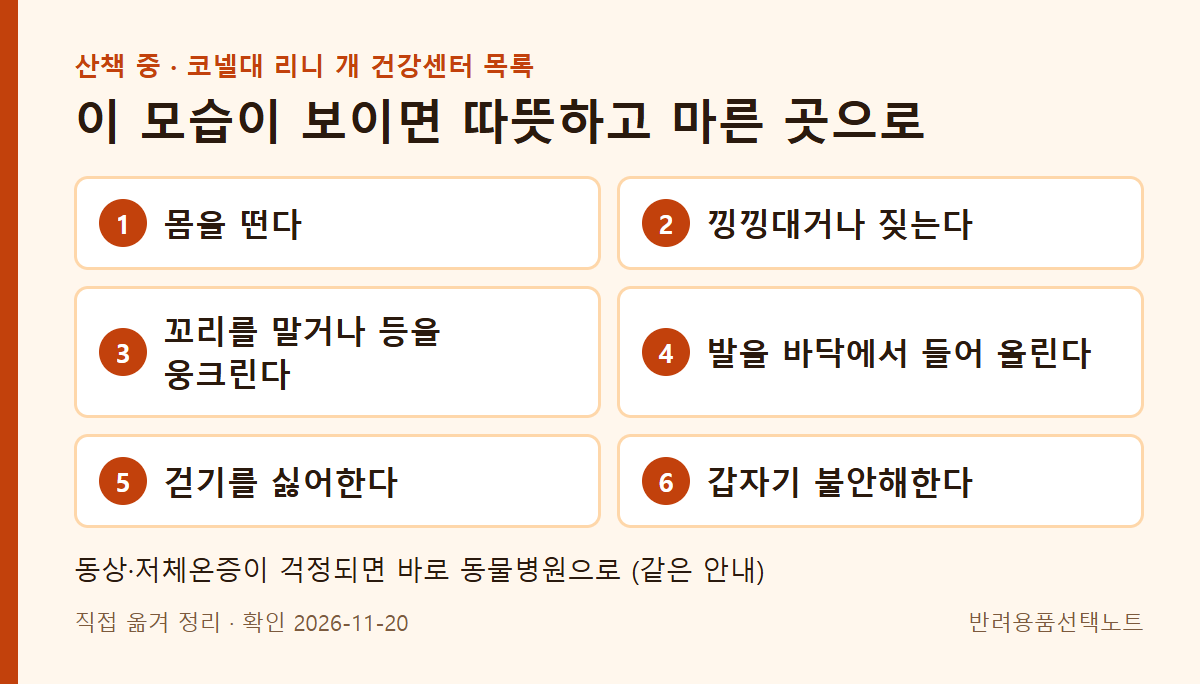 산책 중 · 코넬대 리니 개 건강센터 목록
이 모습이 보이면 따뜻하고 마른 곳으로
1 몸을 떤다
2 낑낑대거나 짖는다
3 꼬리를 말거나 등을
웅크린다
4 발을 바닥에서 들어 올린다
5 걷기를 싫어한다
6 갑자기 불안해한다
동상·저체온증이 걱정되면 바로 동물병원으로 (같은 안내)
직접 옮겨 정리 · 확인 2026-11-20
반려용품선택노트